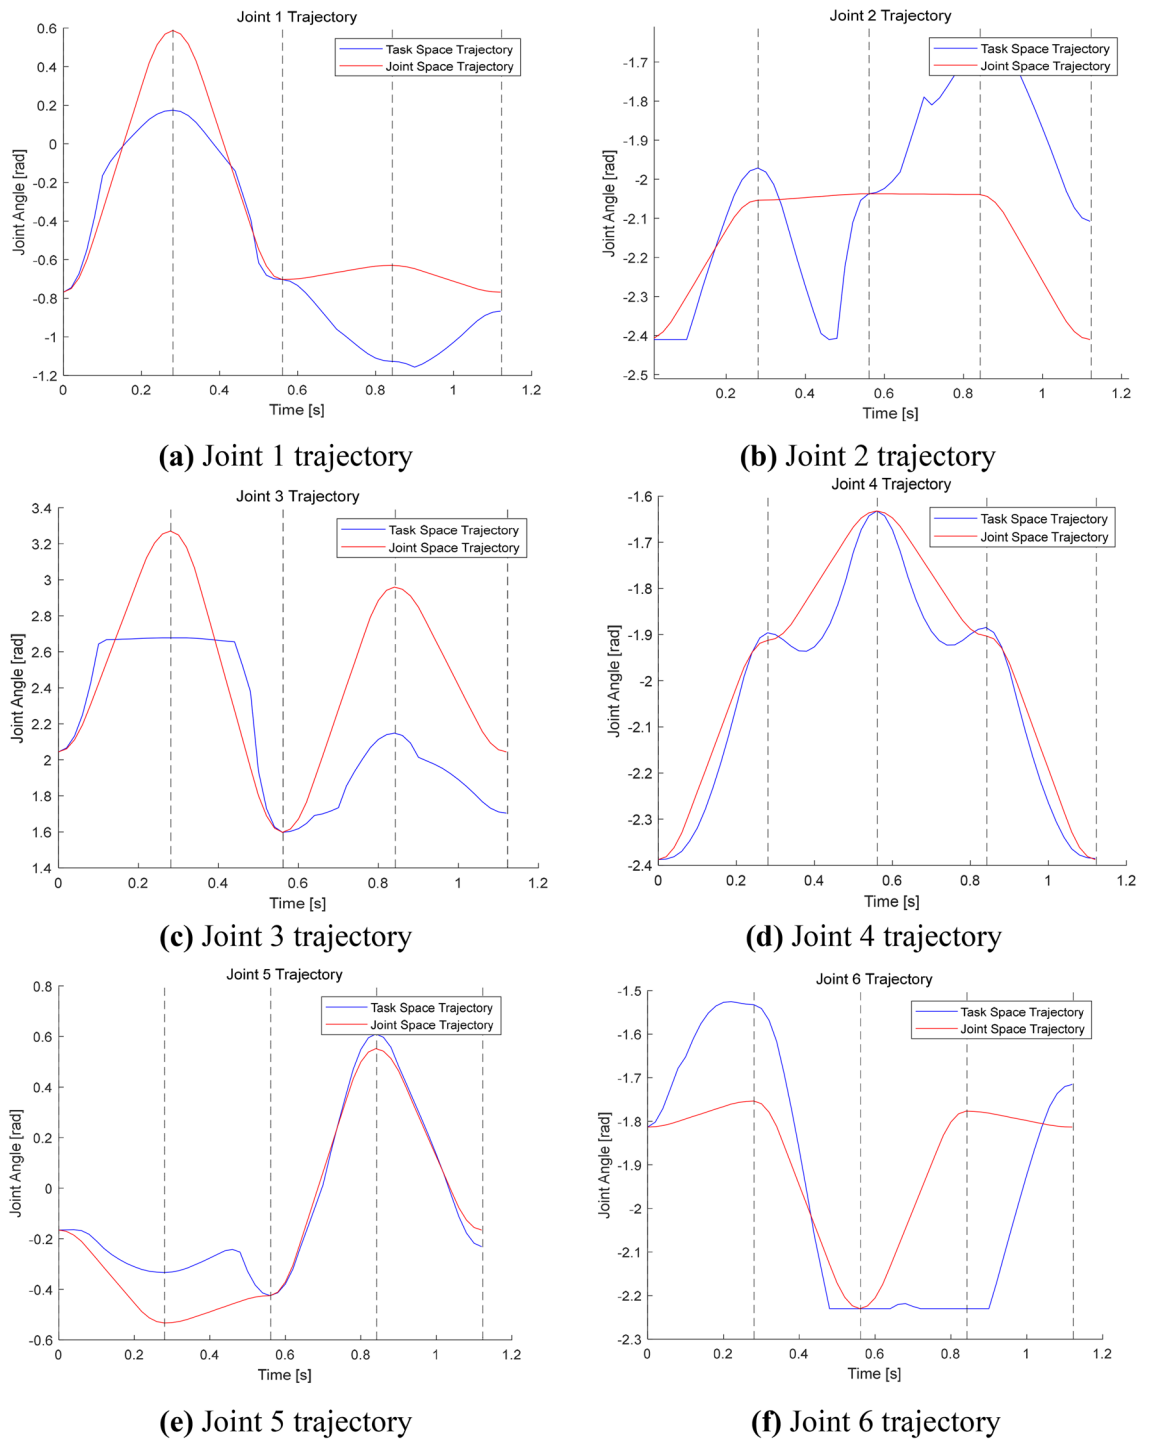 Joint 1 Trajectory
Task Space Trajectory
Joint Space Trajectory
0.6
0.6
0.4
0.2
0
-0.2
-0.4
-0.6
-0.8
-1
-1.2
Joint Angle [rad]
0 0.2 0.4 0.6 0.8 1 1.2
Time [s]
(a) Joint 1 trajectory
Joint 2 Trajectory
Task Space Trajectory
Joint Space Trajectory
-1.7
-1.8
-1.9
-2
-2.1
-2.2
-2.3
-2.4
-2.5
Joint Angle [rad]
0.2 0.4 0.6 0.8 1 1.2
Time [s]
(b) Joint 2 trajectory
Joint 3 Trajectory
Task Space Trajectory
Joint Space Trajectory
3.4
3.2
3
2.8
2.6
2.4
2.2
2
1.8
1.6
1.4
Joint Angle [rad]
0 0.2 0.4 0.6 0.8 1 1.2
Time [s]
(c) Joint 3 trajectory
Joint 4 Trajectory
Task Space Trajectory
Joint Space Trajectory
-1.6
-1.7
-1.8
-1.9
-2
-2.1
-2.2
-2.3
-2.4
Joint Angle [rad]
0 0.2 0.4 0.6 0.8 1 1.2
Time [s]
(d) Joint 4 trajectory
Joint 5 Trajectory
Task Space Trajectory
Joint Space Trajectory
0.8
0.6
0.4
0.2
0
-0.2
-0.4
-0.6
Joint Angle [rad]
0 0.2 0.4 0.6 0.8 1 1.2
Time [s]
(e) Joint 5 trajectory
Joint 6 Trajectory
Task Space Trajectory
Joint Space Trajectory
-1.5
-1.6
-1.7
-1.8
-1.9
-2
-2.1
-2.2
-2.3
Joint Angle [rad]
0 0.2 0.4 0.6 0.8 1 1.2
Time [s]
(f) Joint 6 trajectory